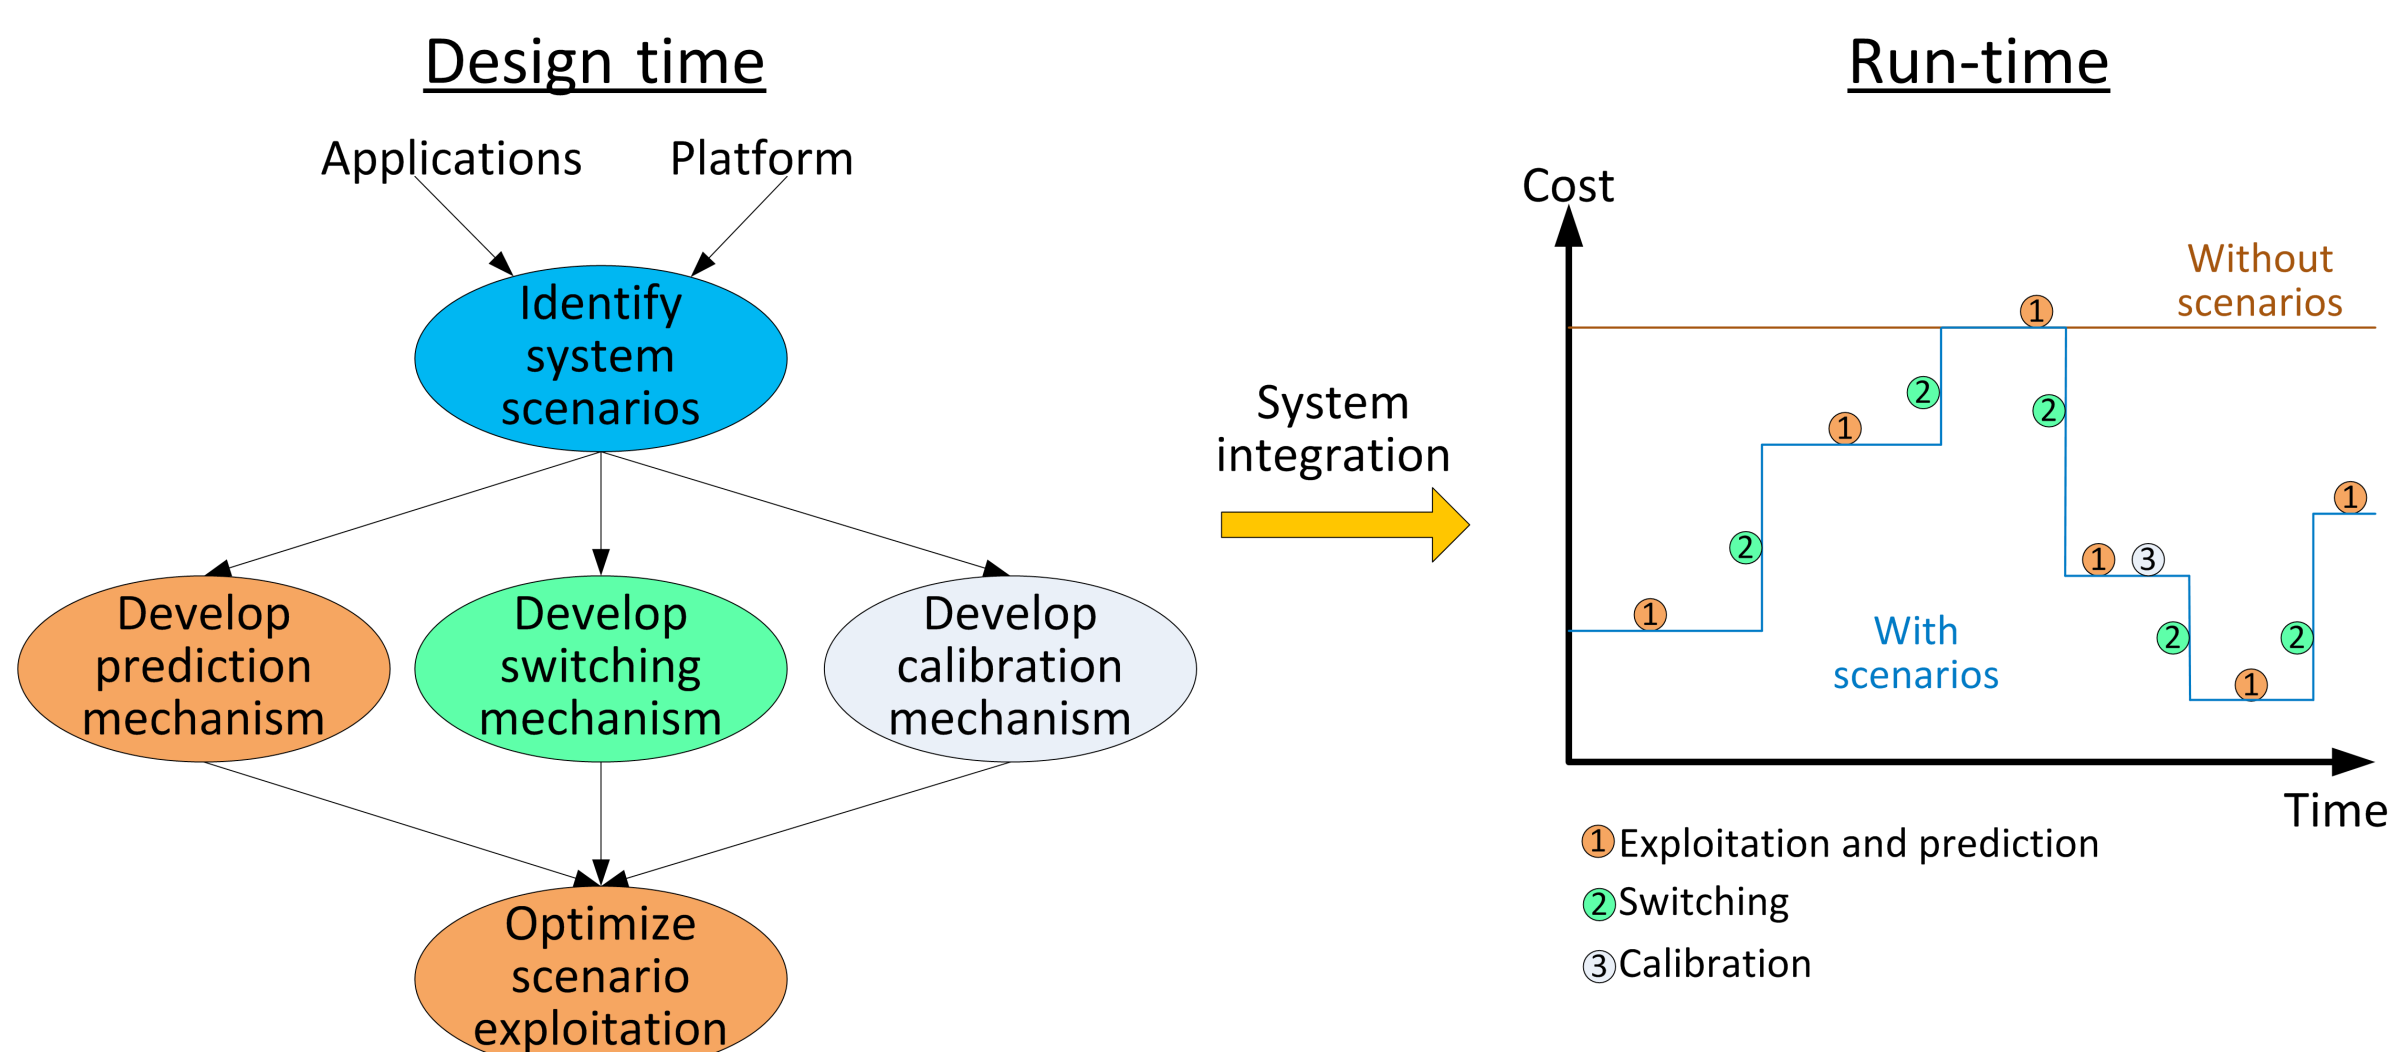 Design time
Applications
Platform
Identify
system
scenarios
Develop
prediction
mechanism
Develop
switching
mechanism
Develop
calibration
mechanism
Optimize
scenario
exploitation
System
integration
Run-time
Cost
Without
scenarios
1
2
1
2
1
2
1
3
2
1
2
1
With
scenarios
Time
1 Exploitation and prediction
2 Switching
3 Calibration